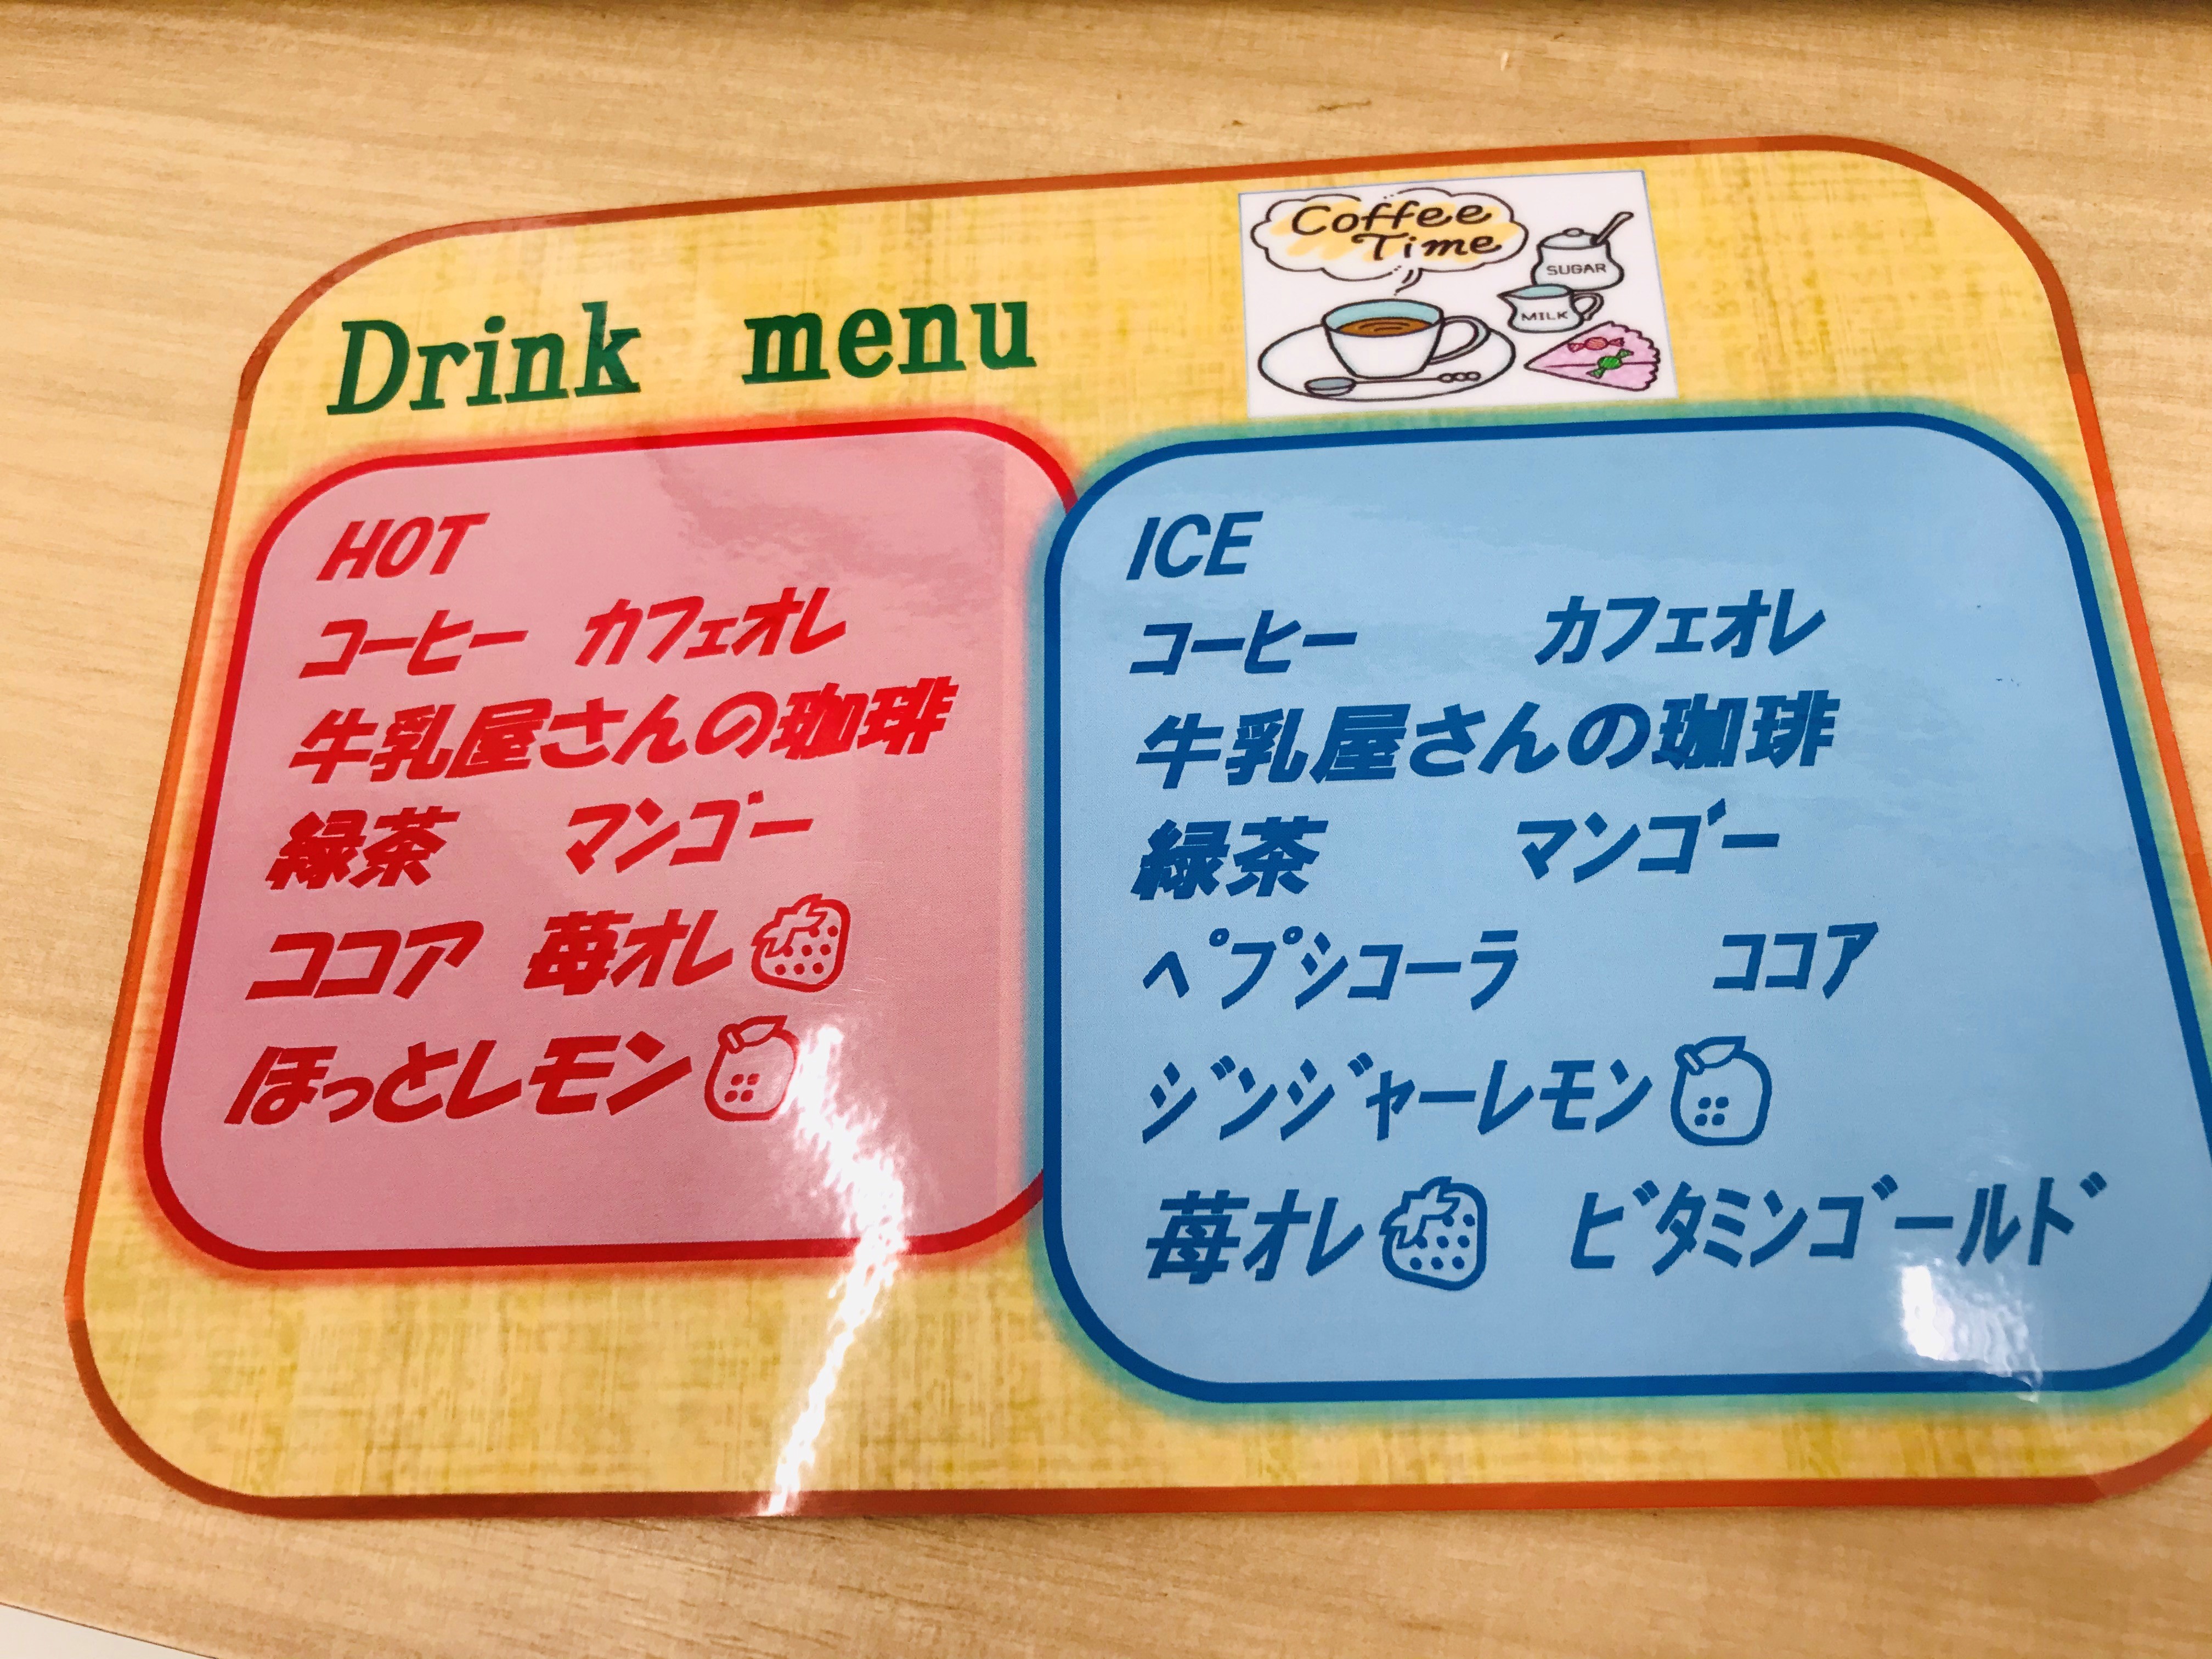 Coffee
Time
SUGAR
MILK
Drink menu
HOT
コーヒー カフェオレ
牛乳屋さんの珈琲
緑茶 マンゴー
ココア 苺オレ
ほっとレモン
ICE
コーヒー カフェオレ
牛乳屋さんの珈琲
緑茶 マンゴー
ペプシコーラ ココア
ジンジャーレモン
苺オレ ビタミンゴールド